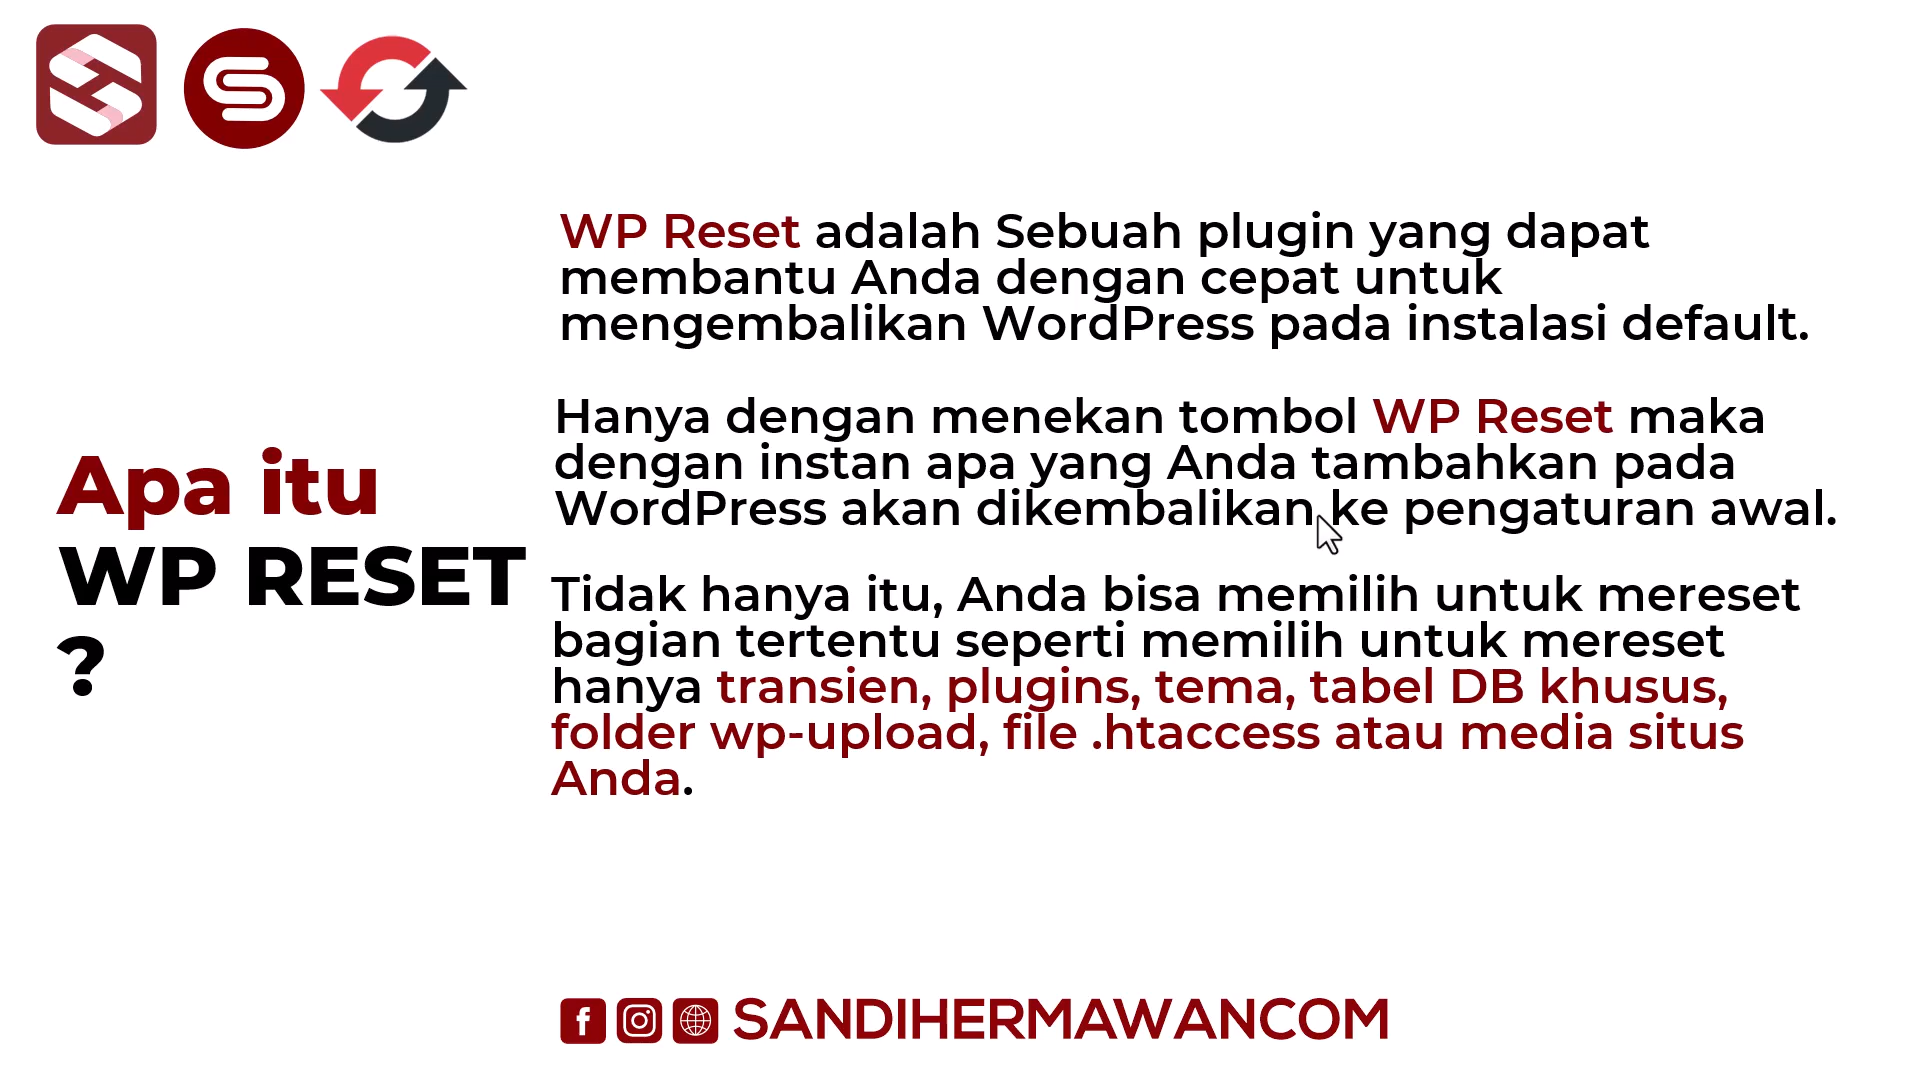 Apa itu
WP RESET
?
WP Reset adalah Sebuah plugin yang dapat
membantu Anda dengan cepat untuk
mengembalikan WordPress pada instalasi default.
Hanya dengan menekan tombol WP Reset maka
dengan instan apa yang Anda tambahkan pada
WordPress akan dikembalikan ke pengaturan awal.
Tidak hanya itu, Anda bisa memilih untuk mereset
bagian tertentu seperti memilih untuk mereset
hanya transien, plugins, tema, tabel DB khusus,
folder wp-upload, file .htaccess atau media situs
Anda.
SANDIHERMAWANCOM